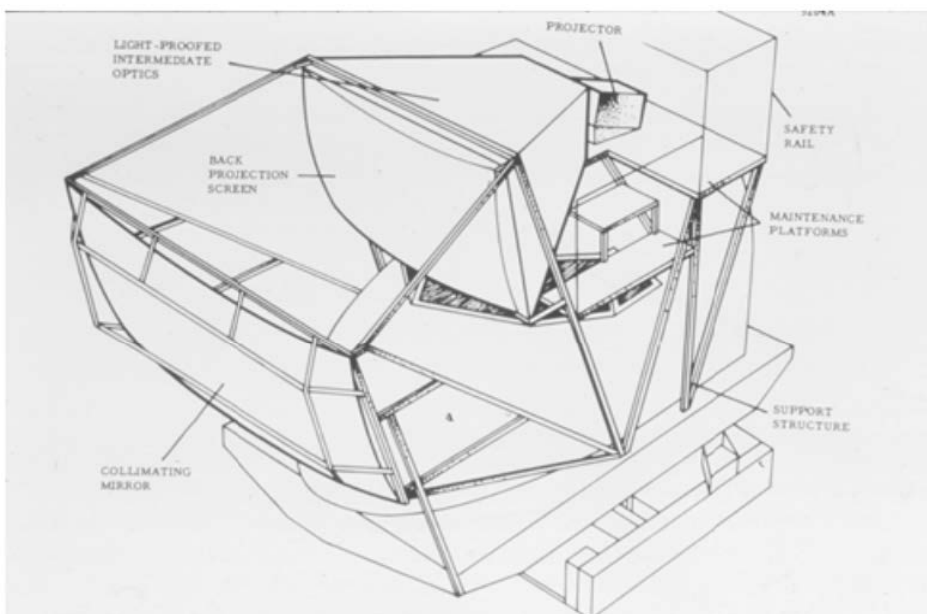 PROJECTOR
LIGHT-PROOFED
INTERMEDIATE
OPTICS
SAFETY
RAIL
BACK
PROJECTION
SCREEN
MAINTENANCE
PLATFORMS
SUPPORT
STRUCTURE
COLLIMATING
MIRROR